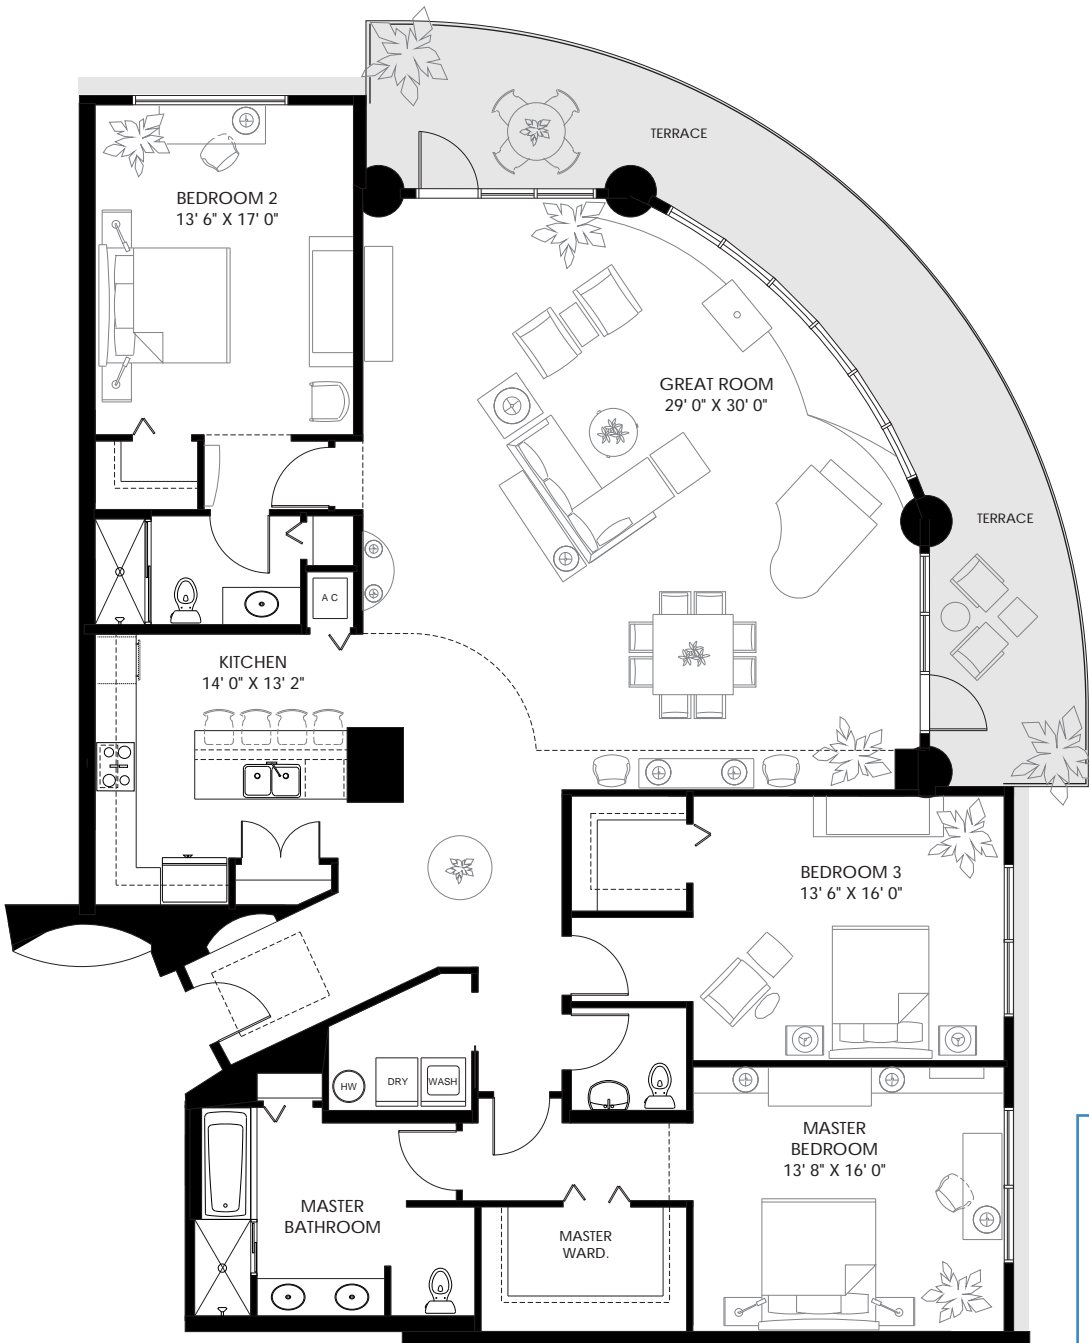 TERRACE
BEDROOM 2
13' 6" X 17' 0"
GREAT ROOM
29' 0" X 30' 0"
TERRACE
A C
KITCHEN
14' 0" X 13' 2"
BEDROOM 3
13' 6" X 16' 0"
HW
DRY
WASH
MASTER
BEDROOM
13' 8" X 16' 0"
MASTER
BATHROOM
MASTER
WARD.